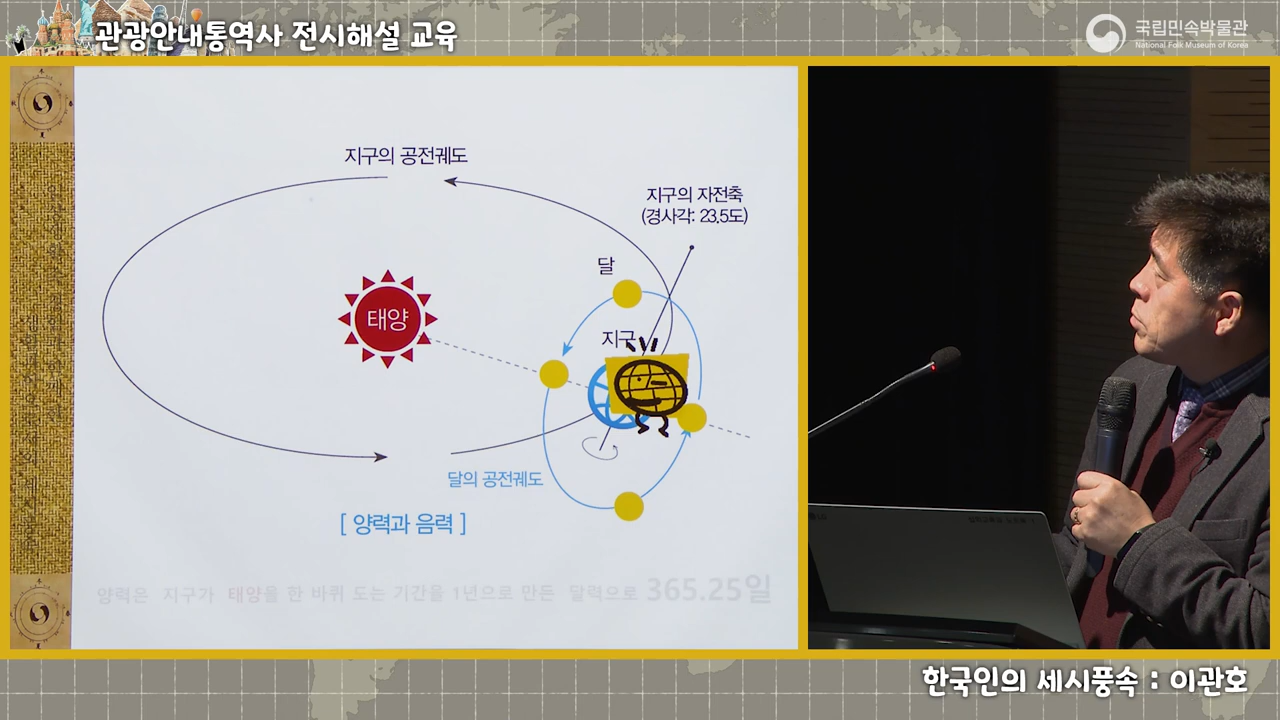 관광안내통역사 전시해설 교육
국립민속박물관
National Folk Museum of Korea
지구의 공전궤도
지구의 자전축
(경사각: 23.5도)
달
태양
지구
달의 공전궤도
[ 양력과 음력 ]
양력은 지구가 태양을 한 바퀴 도는 기간을 1년으로 만든 달력으로 365.25일
한국인의 세시풍속 : 이관호